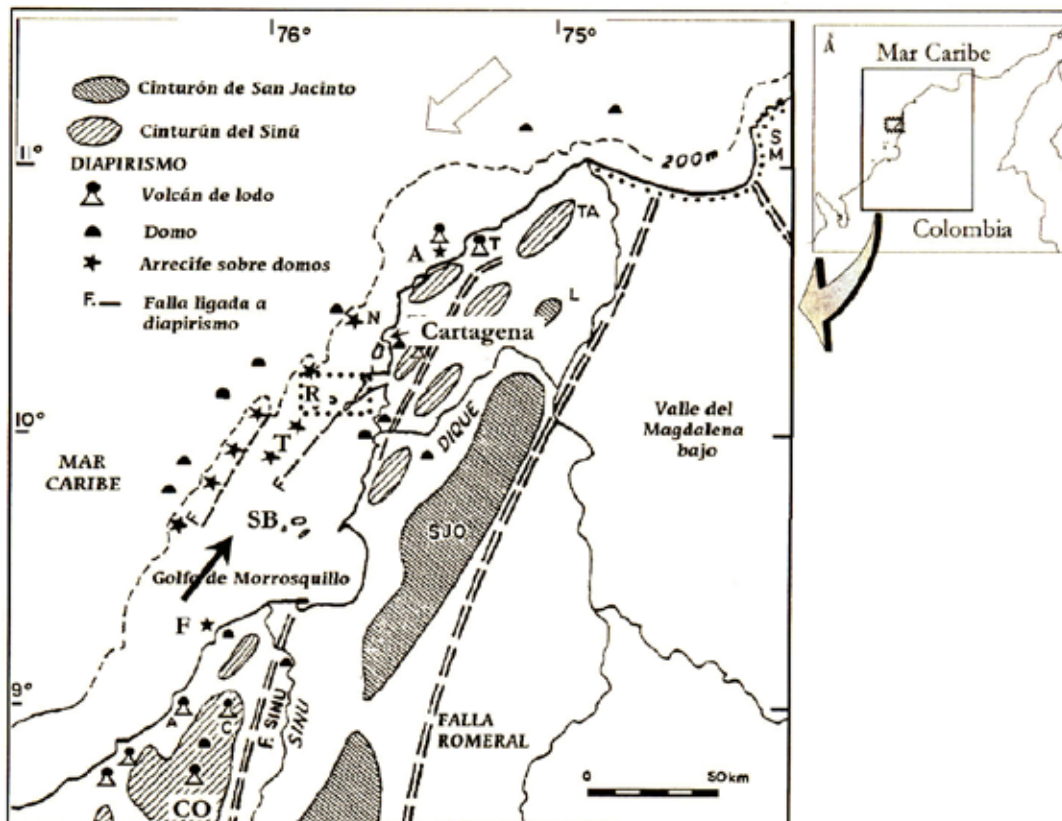 76°
75°
Cinturón de San Jacinto
Cinturún del Sinú
DIAPIRISMO
Volcán de lodo
Domo
Arrecife sobre domos
F.
Falla ligada a
diapirismo
11°
200m
S
M
TA
A
T
L
N
Cartagena
R
10°
DIQUE
Valle del
Magdalena
bajo
T
F
MAR
CARIBE
F
SB
SJO
Golfo de Morrosquillo
F
9°
A
C
F. SINU
SINU
FALLA
ROMERAL
CO
0
50km
Mar Caribe
Colombia